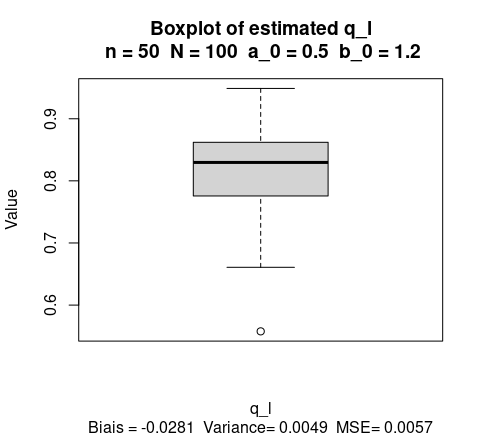 Boxplot of estimated q_l
n = 50 N = 100 a_0 = 0.5 b_0 = 1.2
0.9
0.8
0.7
0.6
Value
q_l
Biais = -0.0281 Variance= 0.0049 MSE= 0.0057